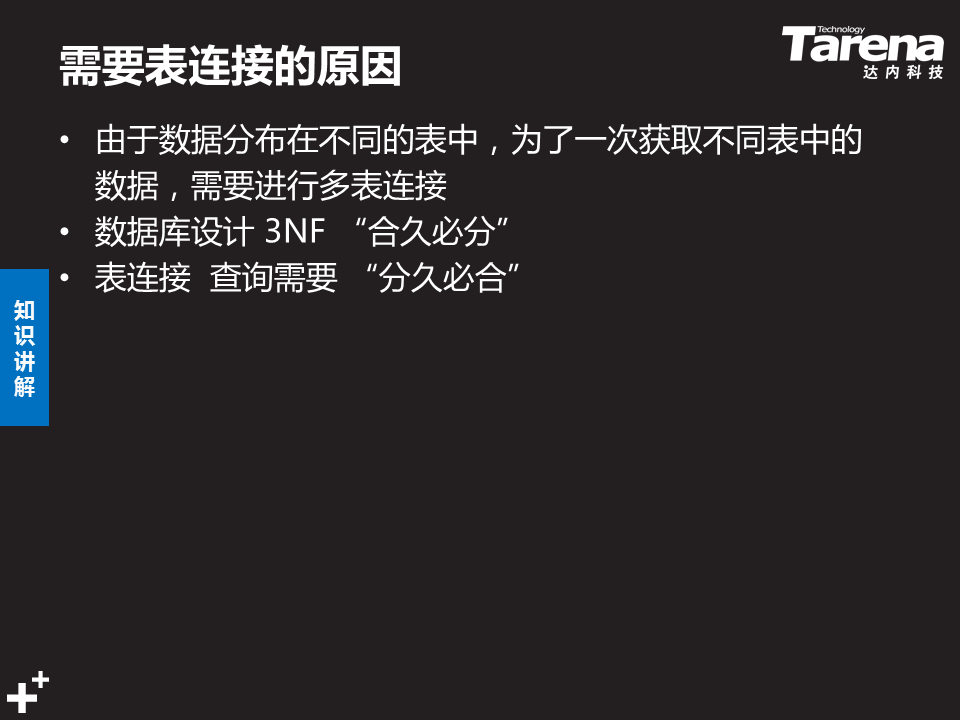 需要表连接的原因
Technology
Tarena
达内科技
• 由于数据分布在不同的表中，为了一次获取不同表中的
数据，需要进行多表连接
• 数据库设计 3NF “合久必分”
• 表连接 查询需要 “分久必合”
知
识
讲
解